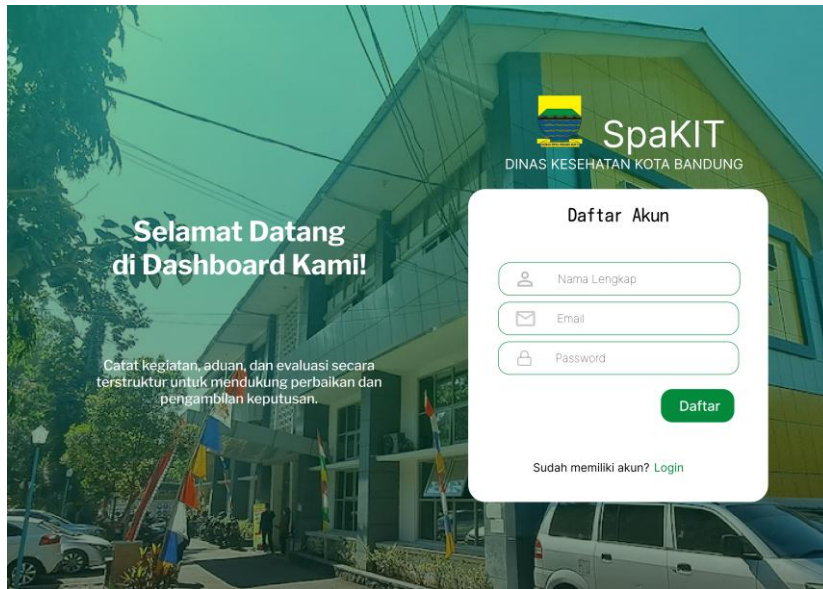 SpaKIT
DINAS KESEHATAN KOTA BANDUNG
Selamat Datang
di Dashboard Kami!
Catat kegiatan, aduan, dan evaluasi secara
terstruktur untuk mendukung perbaikan dan
pengambilan keputusan.
Daftar Akun
Nama Lengkap
Email
Password
Daftar
Sudah memiliki akun? Login